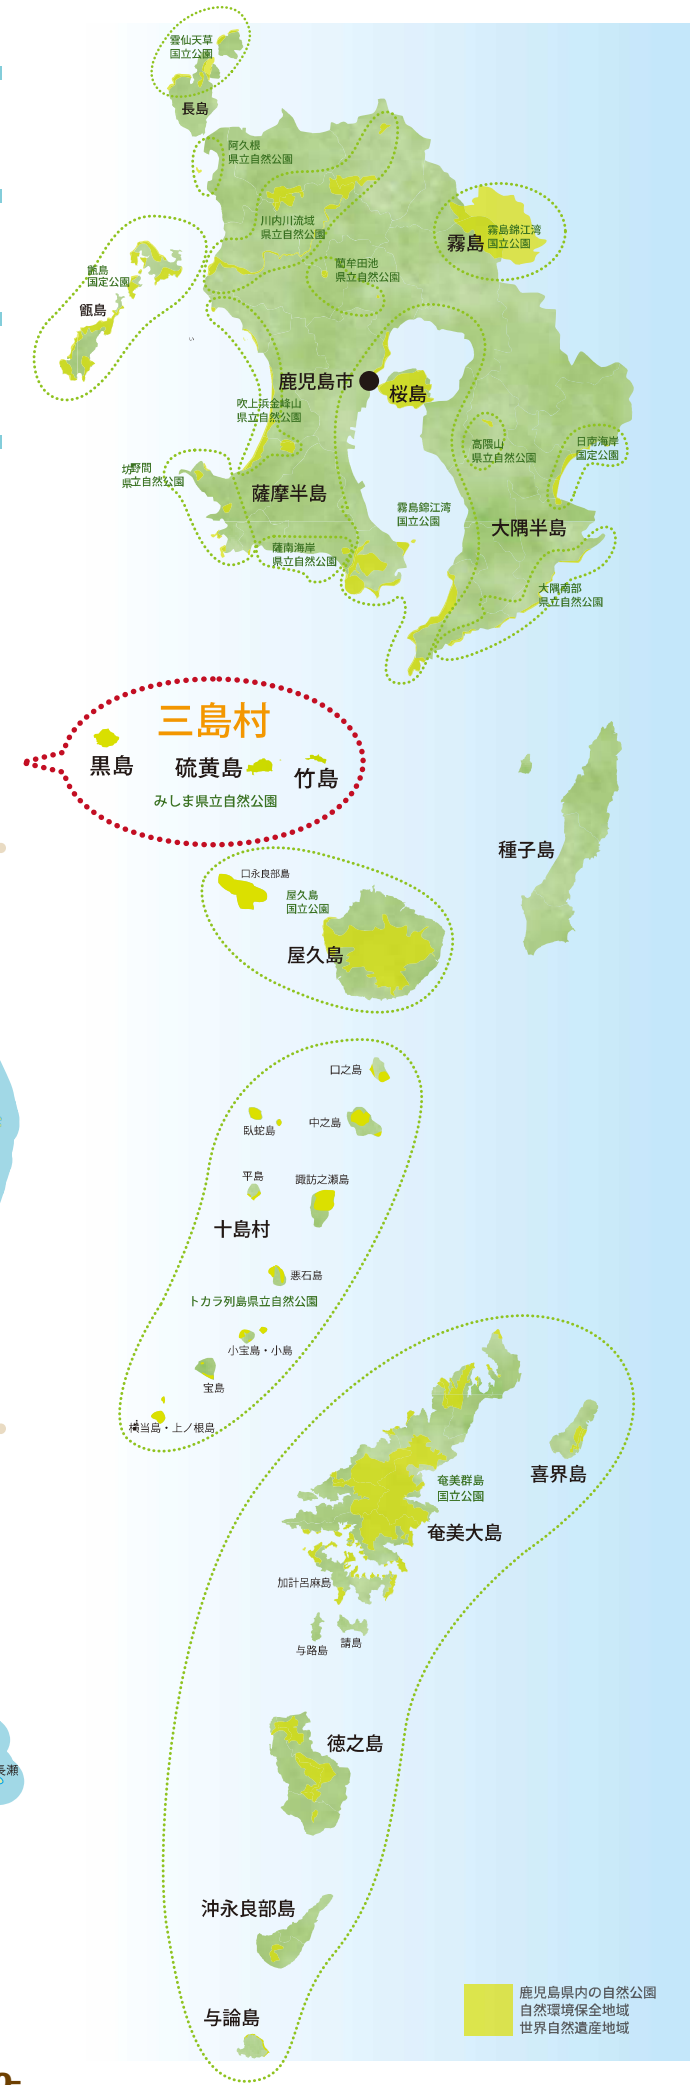 雲仙天草
国立公園
長島
阿久根
県立自然公園
川内川流域
県立自然公園
霧島
霧島錦江湾
国立公園
藺牟田池
県立自然公園
甑島
国定公園
甑島
い
鹿児島市
桜島
吹上浜金峰山
県立自然公園
高隈山
県立自然公園
日南海岸
国定公園
坊野間
県立自然公園
薩摩半島
霧島錦江湾
国立公園
大隅半島
薩南海岸
県立自然公園
大隅南部
県立自然公園
三島村
黒島
硫黄島
竹島
みしま県立自然公園
種子島
口永良部島
屋久島
国立公園
屋久島
口之島
臥蛇島
中之島
平島
諏訪之瀬島
十島村
悪石島
トカラ列島県立自然公園
小宝島・小島
宝島
横当島・上ノ根島
喜界島
奄美群島
国立公園
奄美大島
加計呂麻島
与路島
請島
徳之島
長瀬
沖永良部島
与論島
鹿児島県内の自然公園
自然環境保全地域
世界自然遺産地域